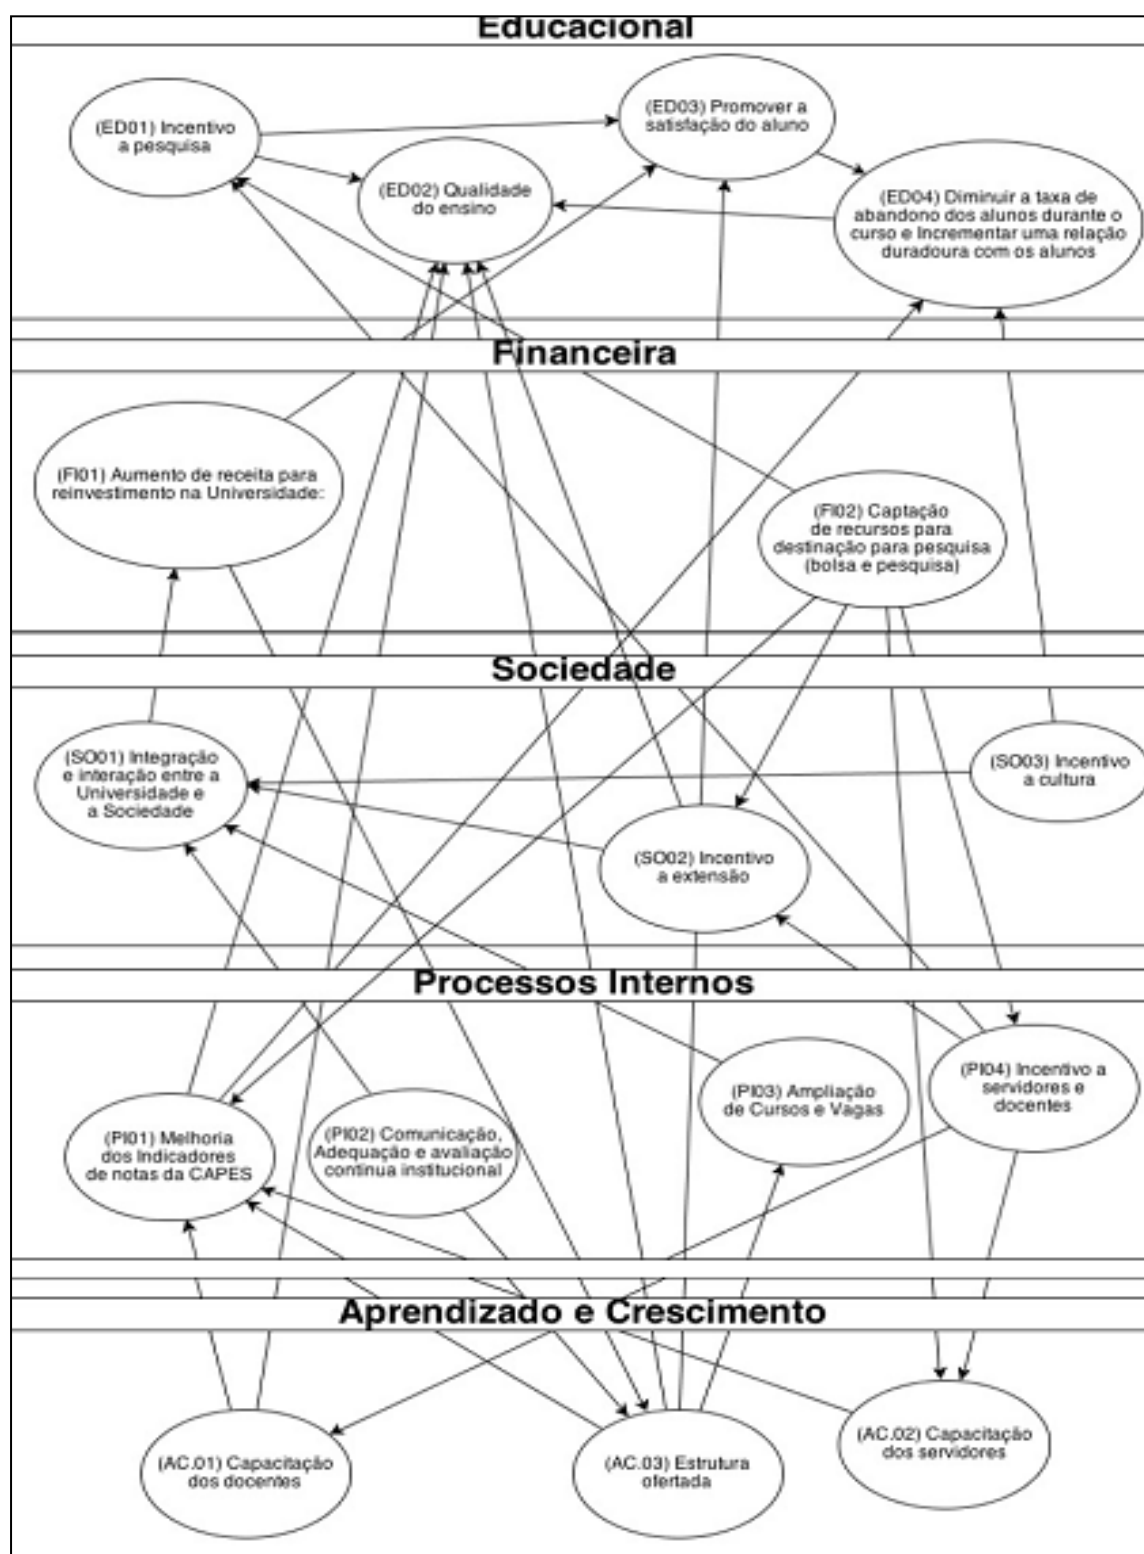 Educacional
(ED01) Incentivo
a pesquisa
(ED02) Qualidade
do ensino
(ED03) Promover a
satisfação do aluno
(ED04) Diminuir a taxa de
abandono dos alunos durante o
curso e Incrementar uma relação
duradoura com os alunos
Financeira
(FI01) Aumento de receita para
reinvestimento na Universidade:
(FI02) Captação
de recursos para
destinação para pesquisa
(bolsa e pesquisa)
Sociedade
(SO01) Integração
e interação entre a
Universidade e
a Sociedade
(SO02) Incentivo
a extensão
(SO03) Incentivo
a cultura
Processos Internos
(PI01) Melhoria
dos Indicadores
de notas da CAPES
(PI02) Comunicação,
Adequação e avaliação
continua institucional
(PI03) Ampliação
de Cursos e Vagas
(PI04) Incentivo a
servidores e
docentes
Aprendizado e Crescimento
(AC.01) Capacitação
dos docentes
(AC.03) Estrutura
ofertada
(AC.02) Capacitação
dos servidores